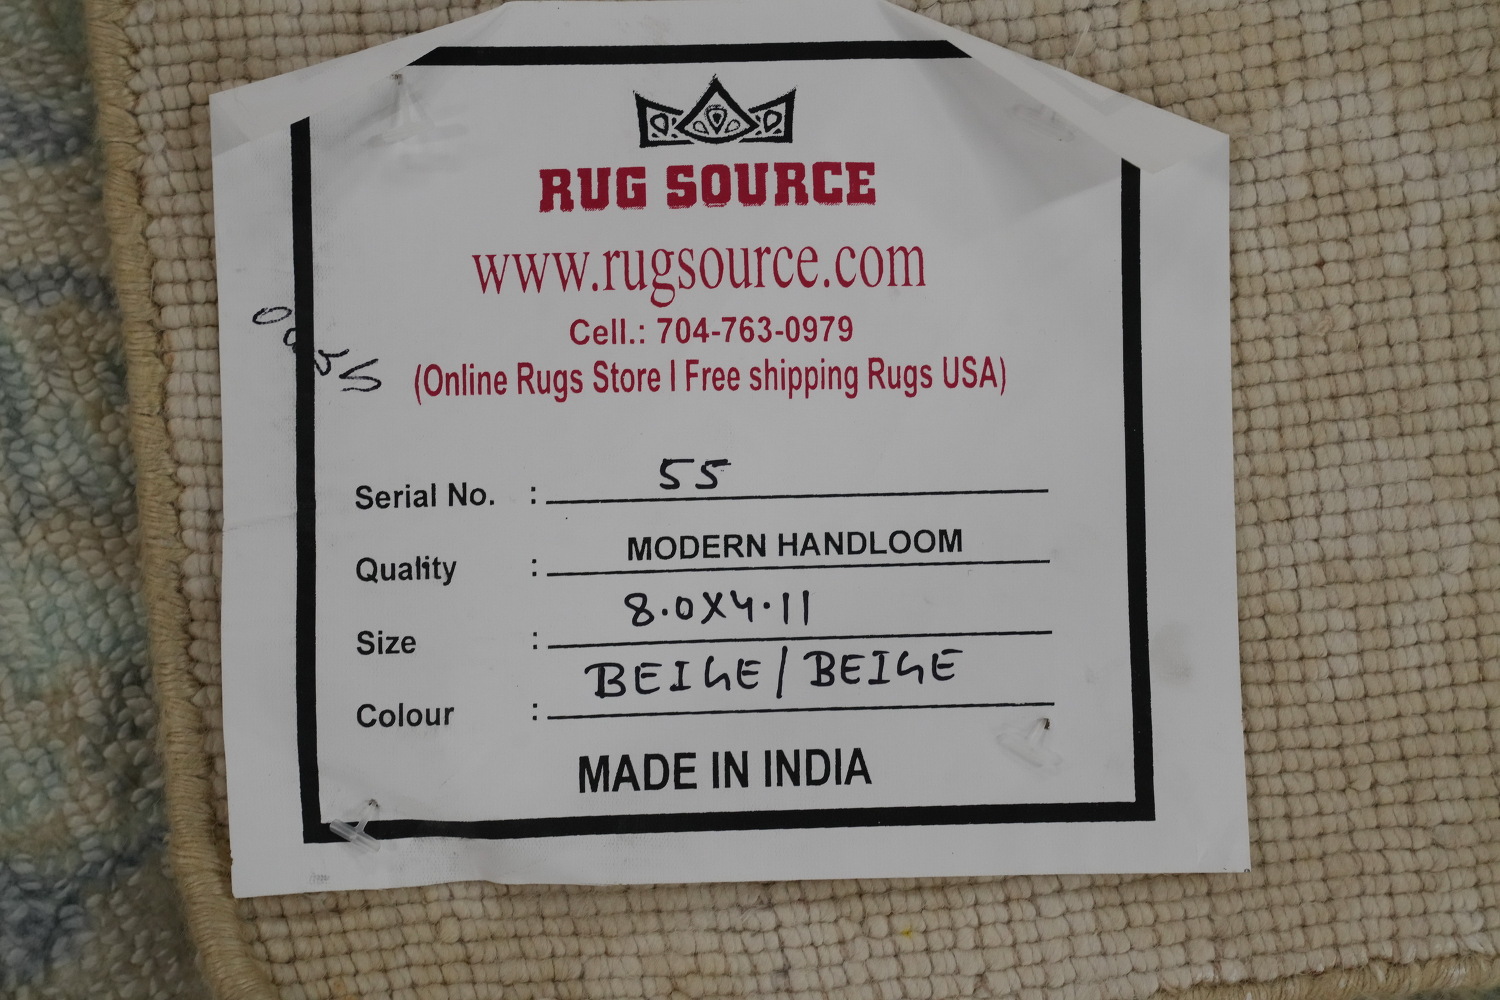 RUG SOURCE
www.rugsource.com
Cell.: 704-763-0979
(Online Rugs Store I Free shipping Rugs USA)
Serial No. : 55
Quality : MODERN HANDLOOM
Size : 8.0X4.11
Colour : BEIGE/BEIGE
MADE IN INDIA